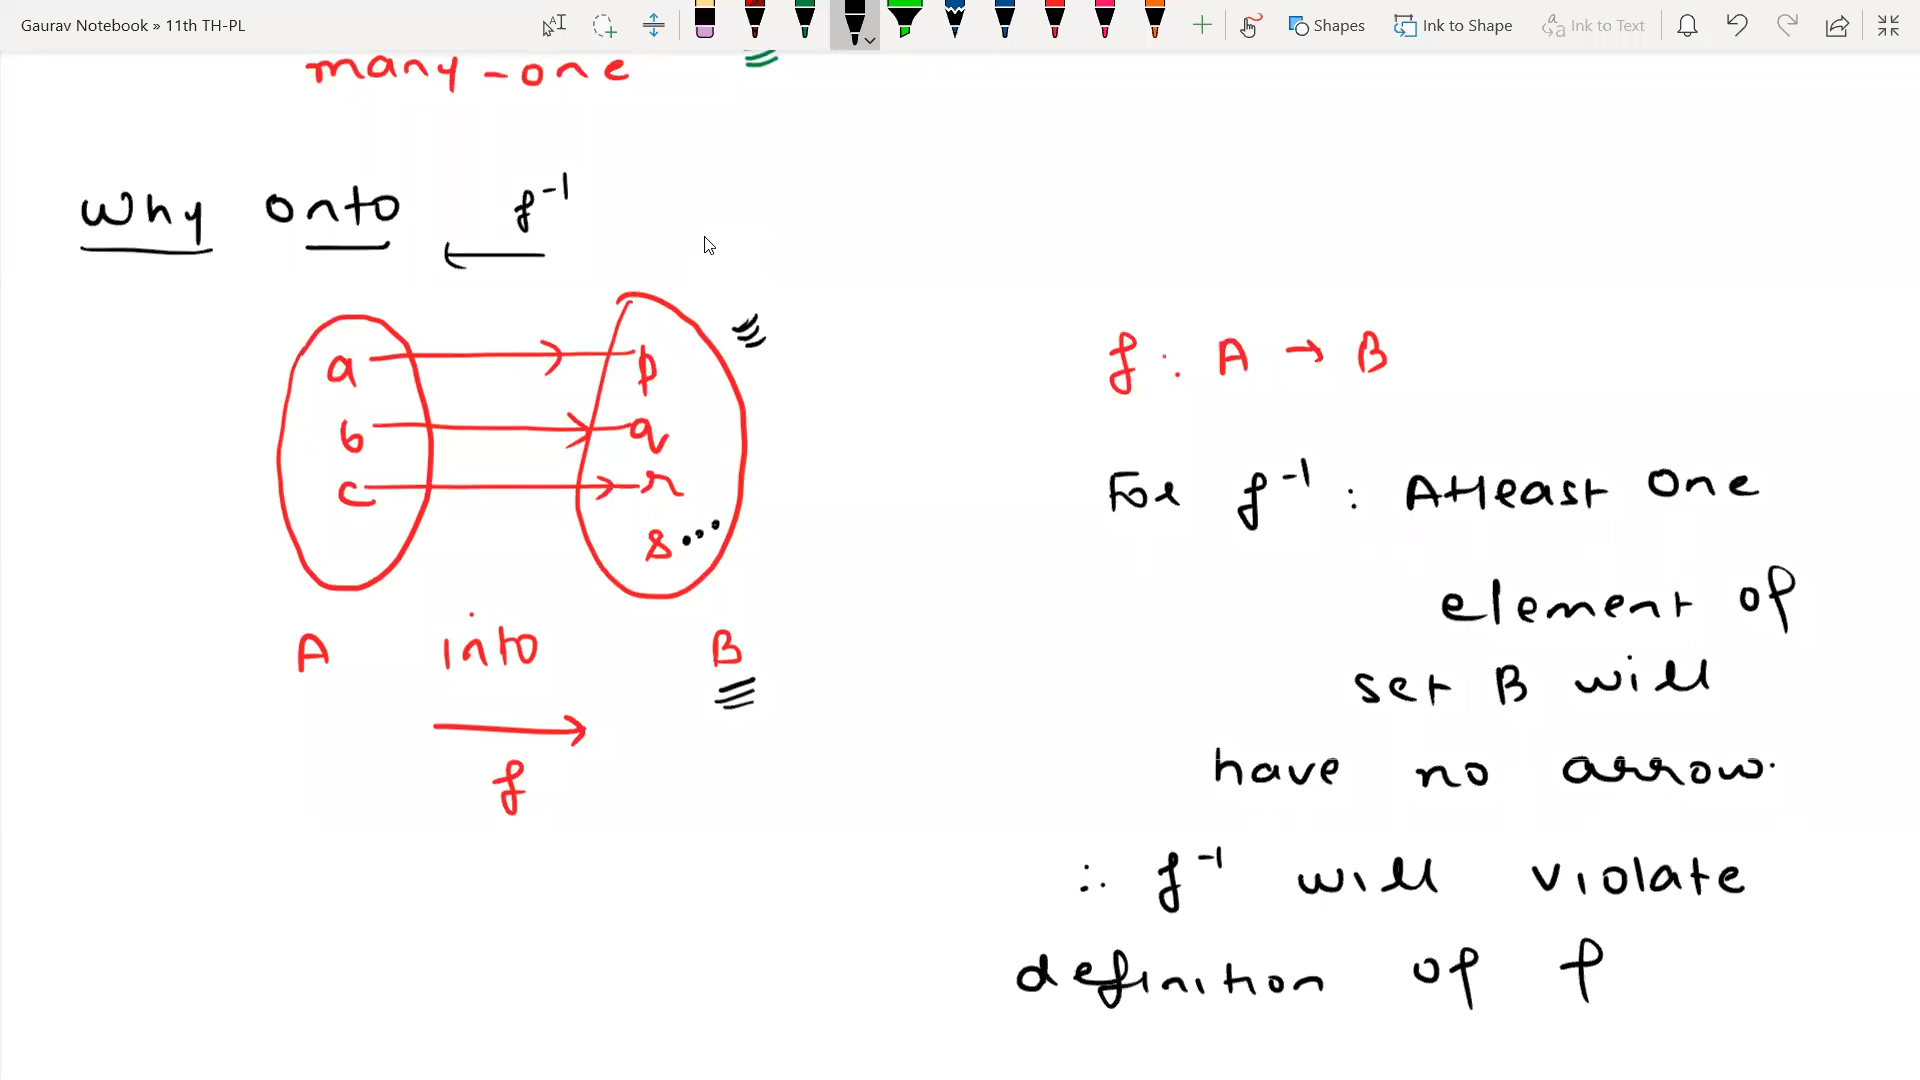 Gaurav Notebook » 11th TH-PL
Shapes
Ink to Shape
Ink to Text
many-one
Why onto f⁻¹
a p
b q
c r
s...
A into B
f
f : A → B
For f⁻¹ : Atleast One
element of
set B will
have no arrow.
∴ f⁻¹ will violate
definition of f